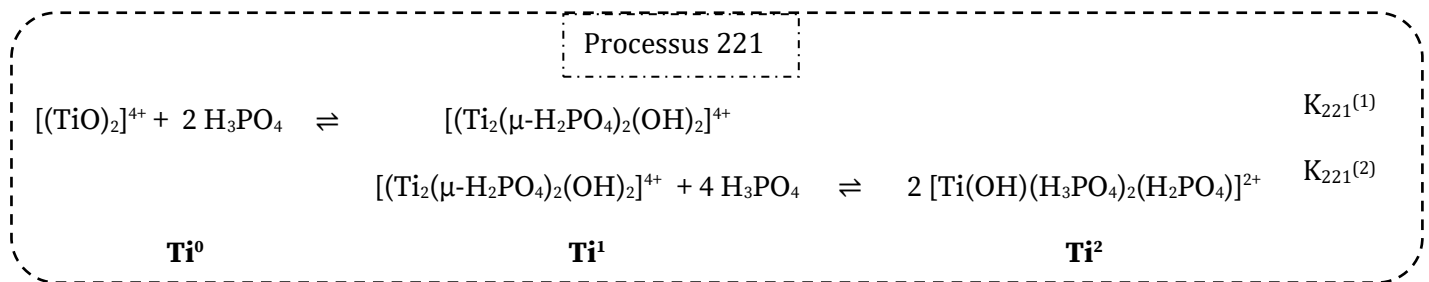 Processus 221
[(TiO)₂]⁴⁺ + 2 H₃PO₄ ⇌ [(Ti₂(μ-H₂PO₄)₂(OH)₂]⁴⁺ K₂₂₁⁽¹⁾
[(Ti₂(μ-H₂PO₄)₂(OH)₂]⁴⁺ + 4 H₃PO₄ ⇌ 2 [Ti(OH)(H₃PO₄)₂(H₂PO₄)]²⁺ K₂₂₁⁽²⁾
Ti⁰ Ti¹ Ti²